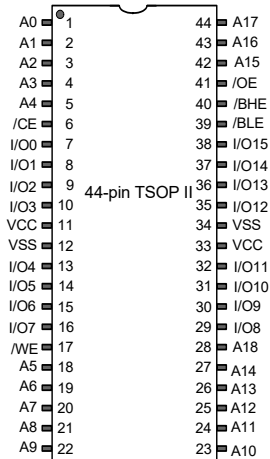 A0 1 44 A17
A1 2 43 A16
A2 3 42 A15
A3 4 41 /OE
A4 5 40 /BHE
/CE 6 39 /BLE
I/O0 7 38 I/O15
I/O1 8 37 I/O14
I/O2 9 44-pin TSOP II 36 I/O13
I/O3 10 35 I/O12
VCC 11 34 VSS
VSS 12 33 VCC
I/O4 13 32 I/O11
I/O5 14 31 I/O10
I/O6 15 30 I/O9
I/O7 16 29 I/O8
/WE 17 28 A18
A5 18 27 A14
A6 19 26 A13
A7 20 25 A12
A8 21 24 A11
A9 22 23 A10